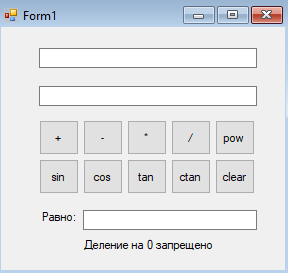 Form1
+ - * / pow
sin cos tan ctan clear
Равно:
Деление на 0 запрещено